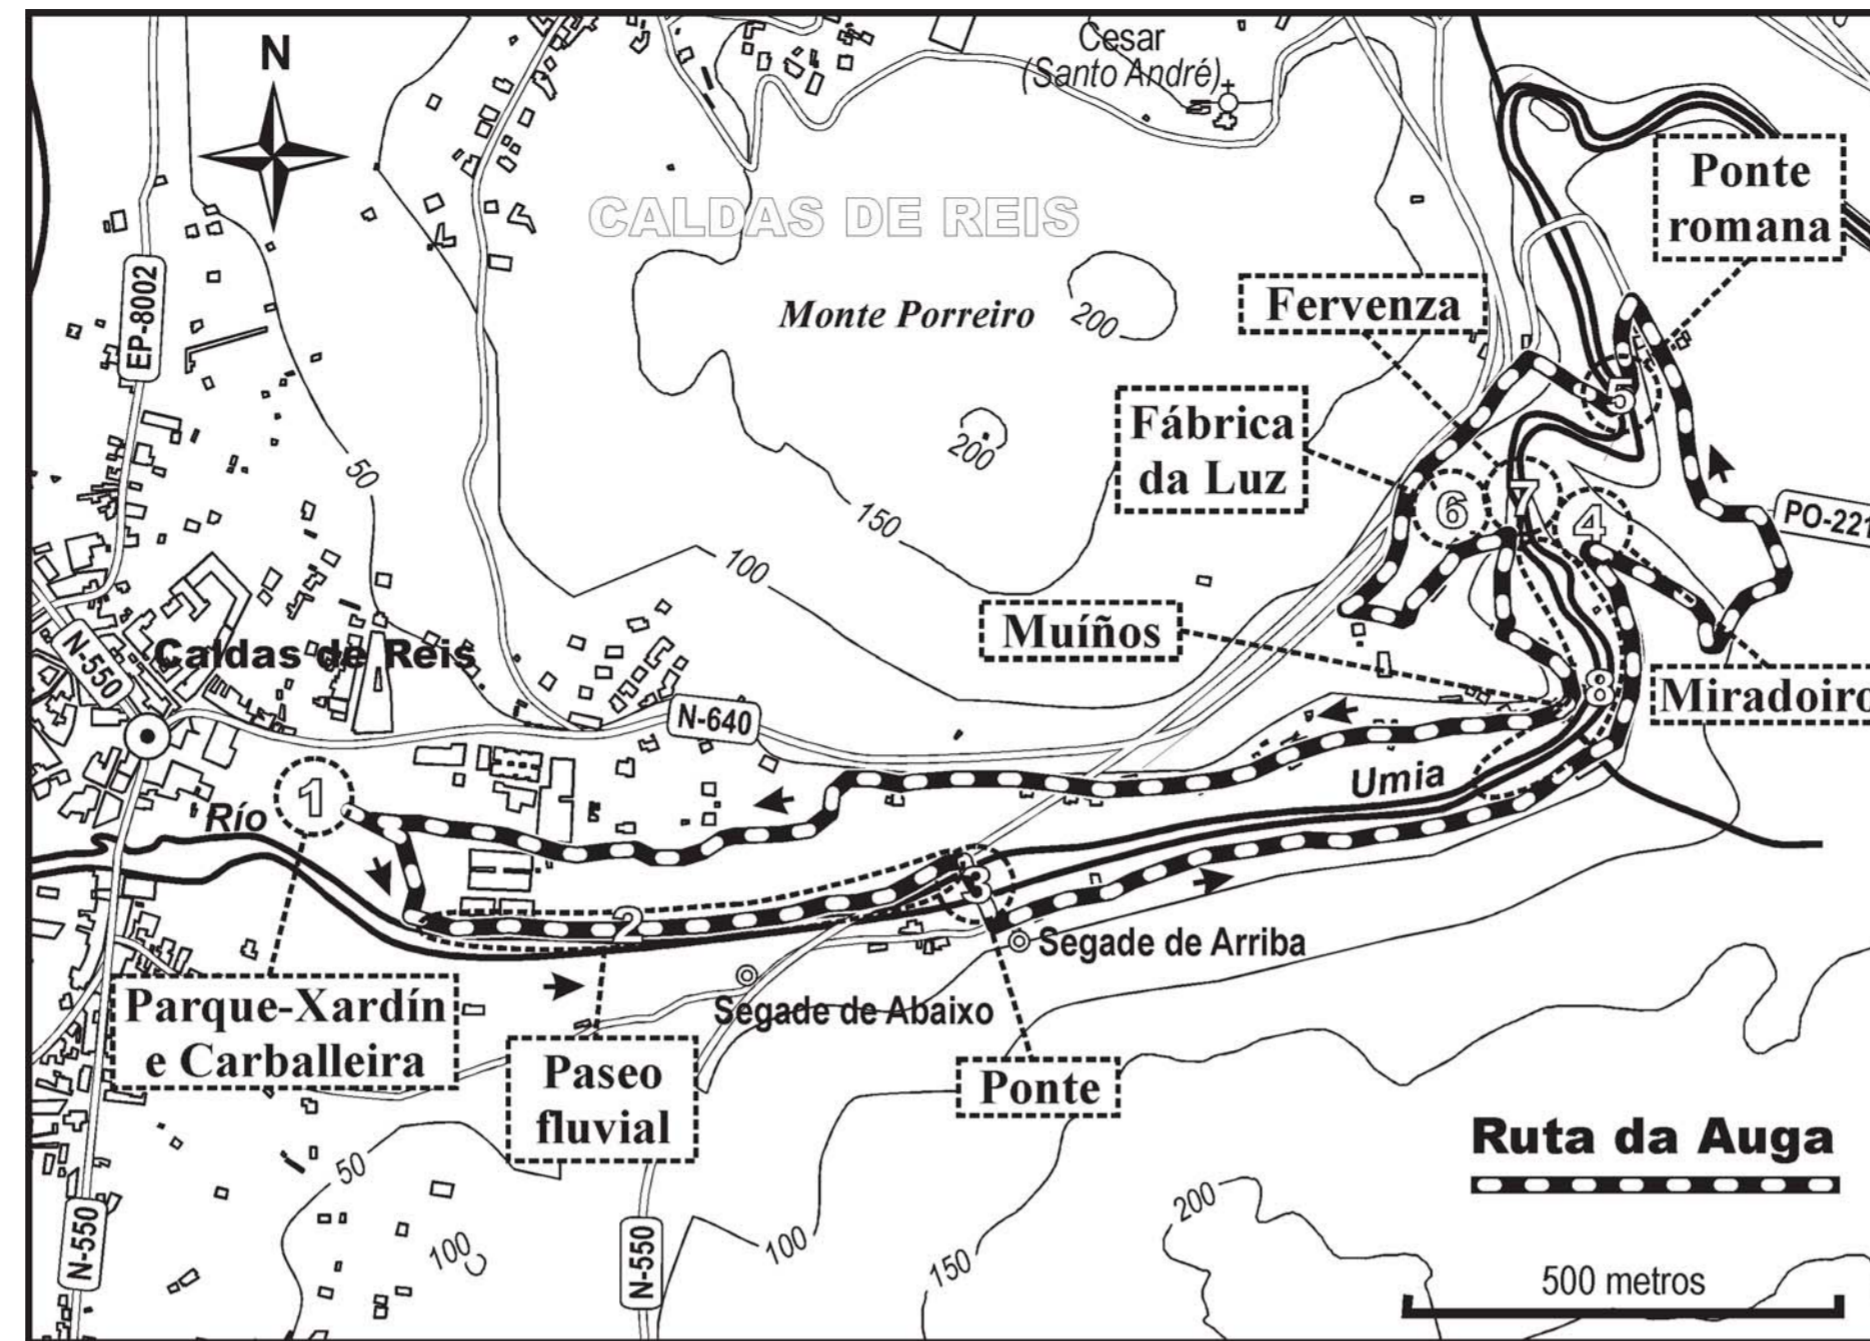 N
Cesar
(Santo André)
CALDAS DE REIS
Ponte
romana
EP-8002
Monte Porreiro
200
Fervenza
200
Fábrica
da Luz
5
50
150
6
7
4
PO-221
100
N-550
Caldas de Reis
Muíños
8
Miradoiro
N-640
1
Río
Umia
3
2
Segade de Arriba
Segade de Abaixo
Parque-Xardín
e Carballeira
Paseo
fluvial
Ponte
Ruta da Auga
50
100
N-550
N-550
100
150
200
500 metros